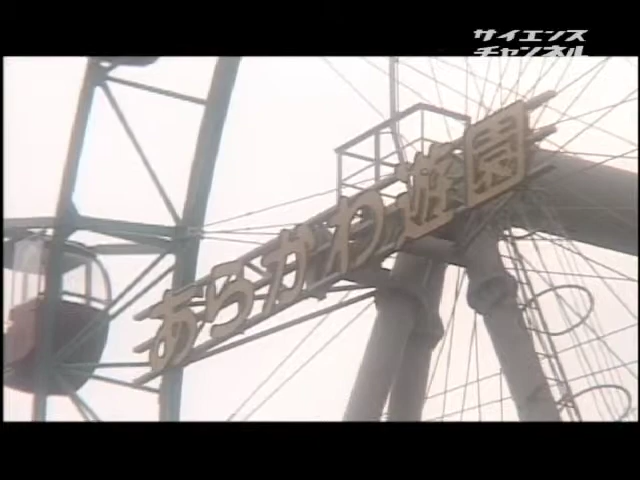 サイエンス
チャンネル
あらかわ遊園